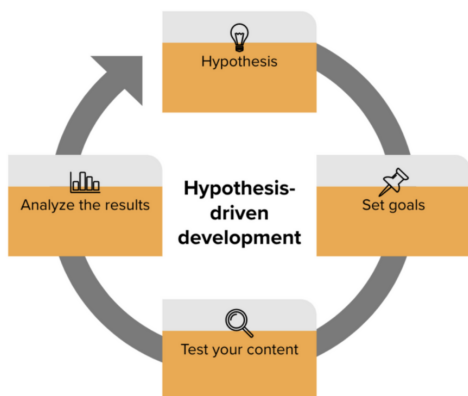 Hypothesis
Analyze the results
Hypothesis-
driven
development
Set goals
Test your content